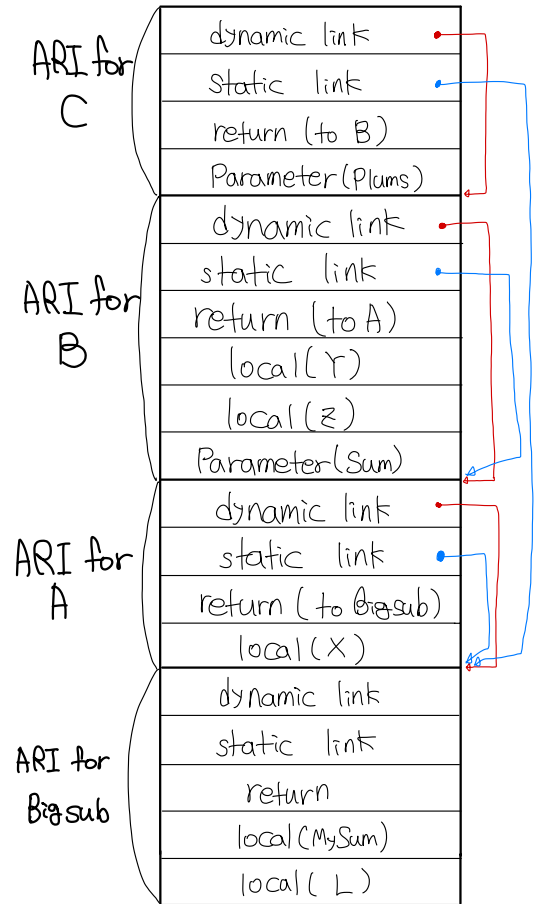 ARI for
C
dynamic link
static link
return (to B)
Parameter(Plums)
ARI for
B
dynamic link
static link
return (to A)
local(Y)
local(Z)
Parameter(Sum)
ARI for
A
dynamic link
static link
return (to Bigsub)
local(X)
ARI for
Bigsub
dynamic link
static link
return
local(MySum)
local(L)